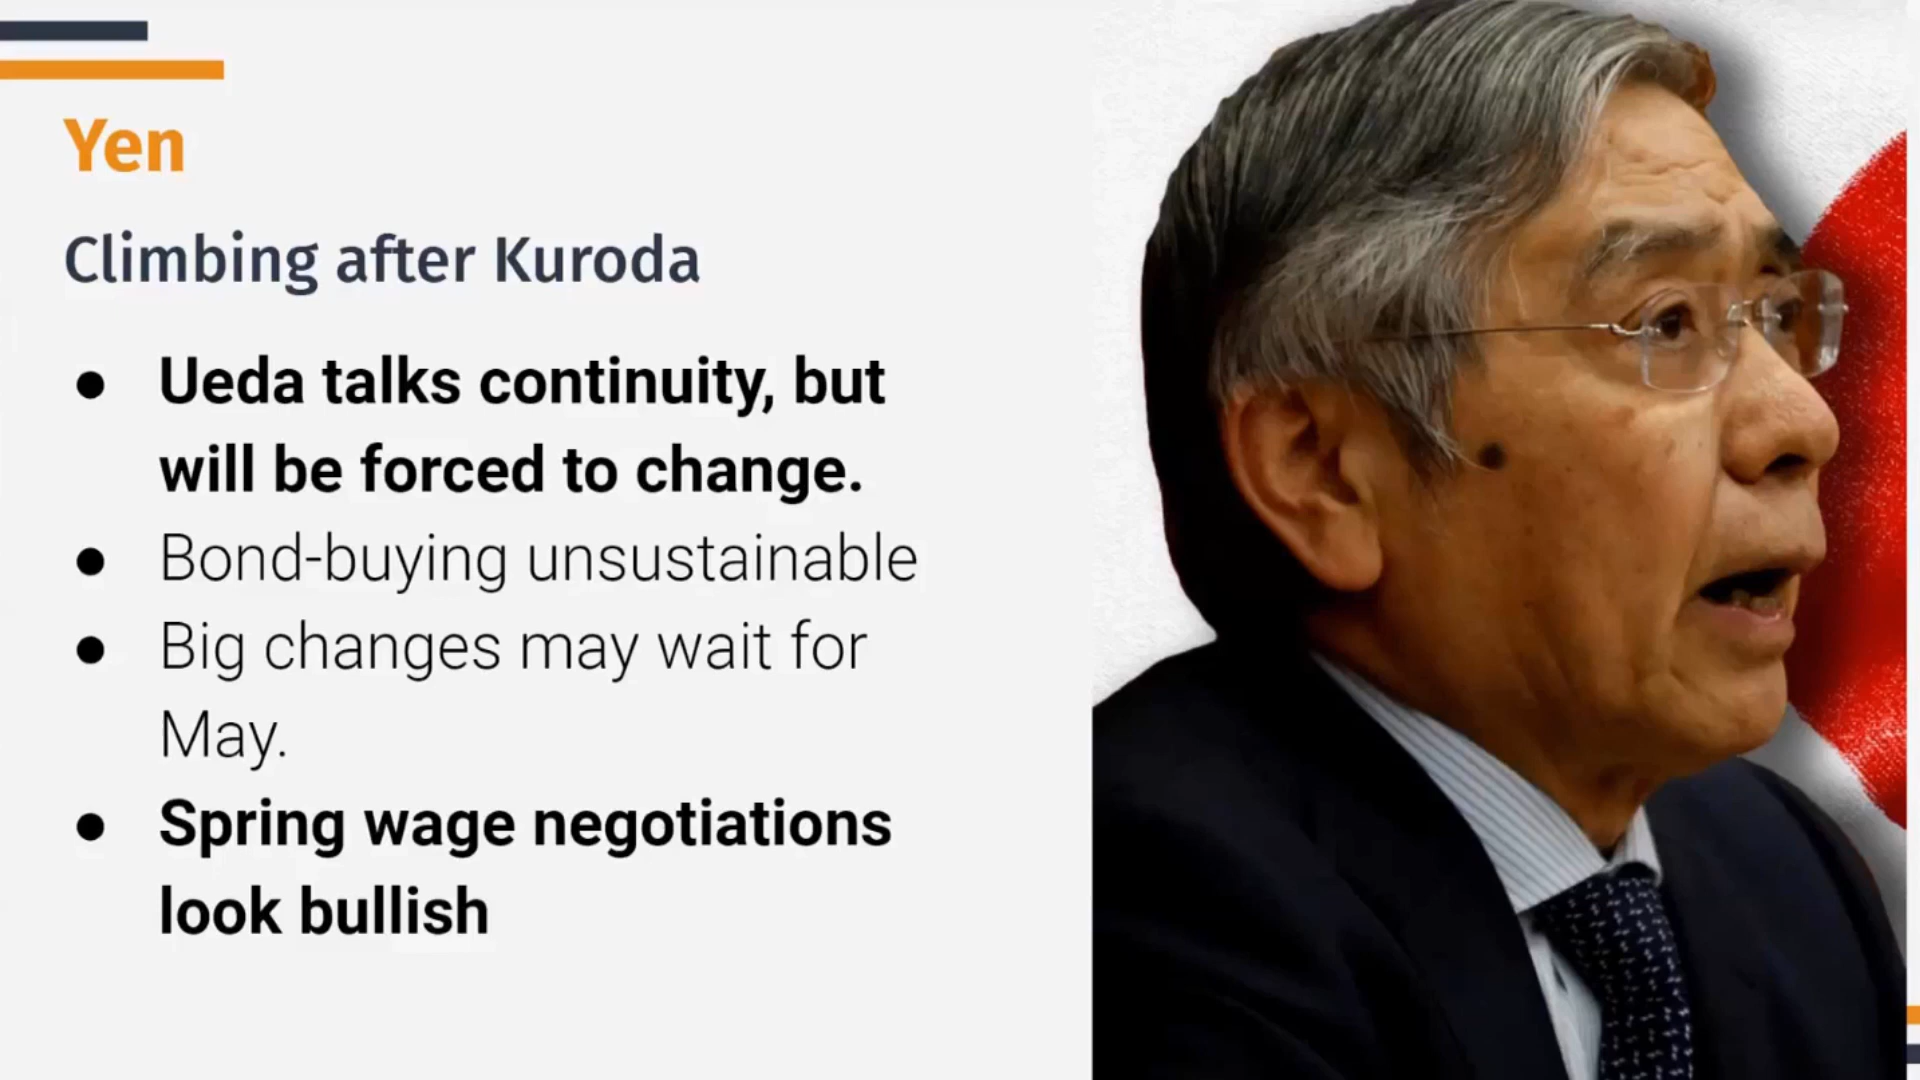 Yen
Climbing after Kuroda
● Ueda talks continuity, but
will be forced to change.
● Bond-buying unsustainable
● Big changes may wait for
May.
● Spring wage negotiations
look bullish